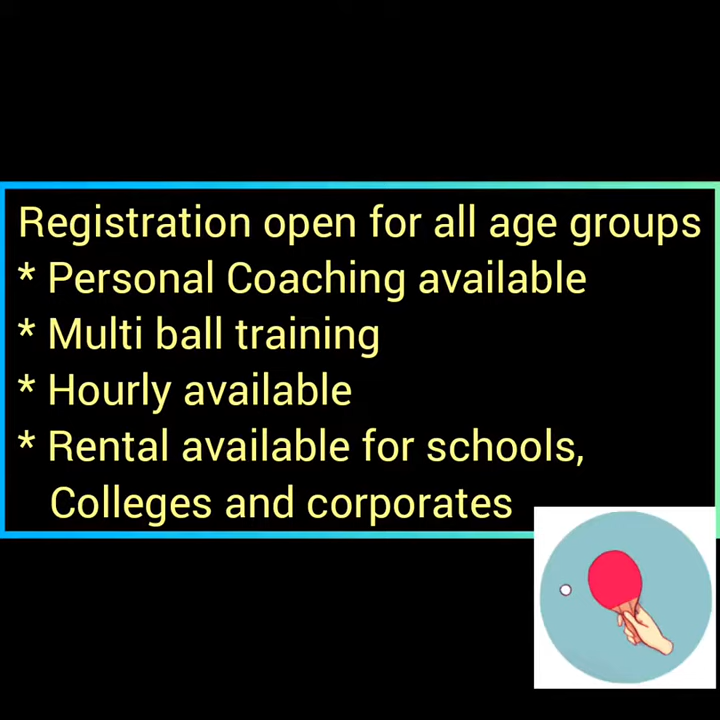 Registration open for all age groups
* Personal Coaching available
* Multi ball training
* Hourly available
* Rental available for schools,
Colleges and corporates